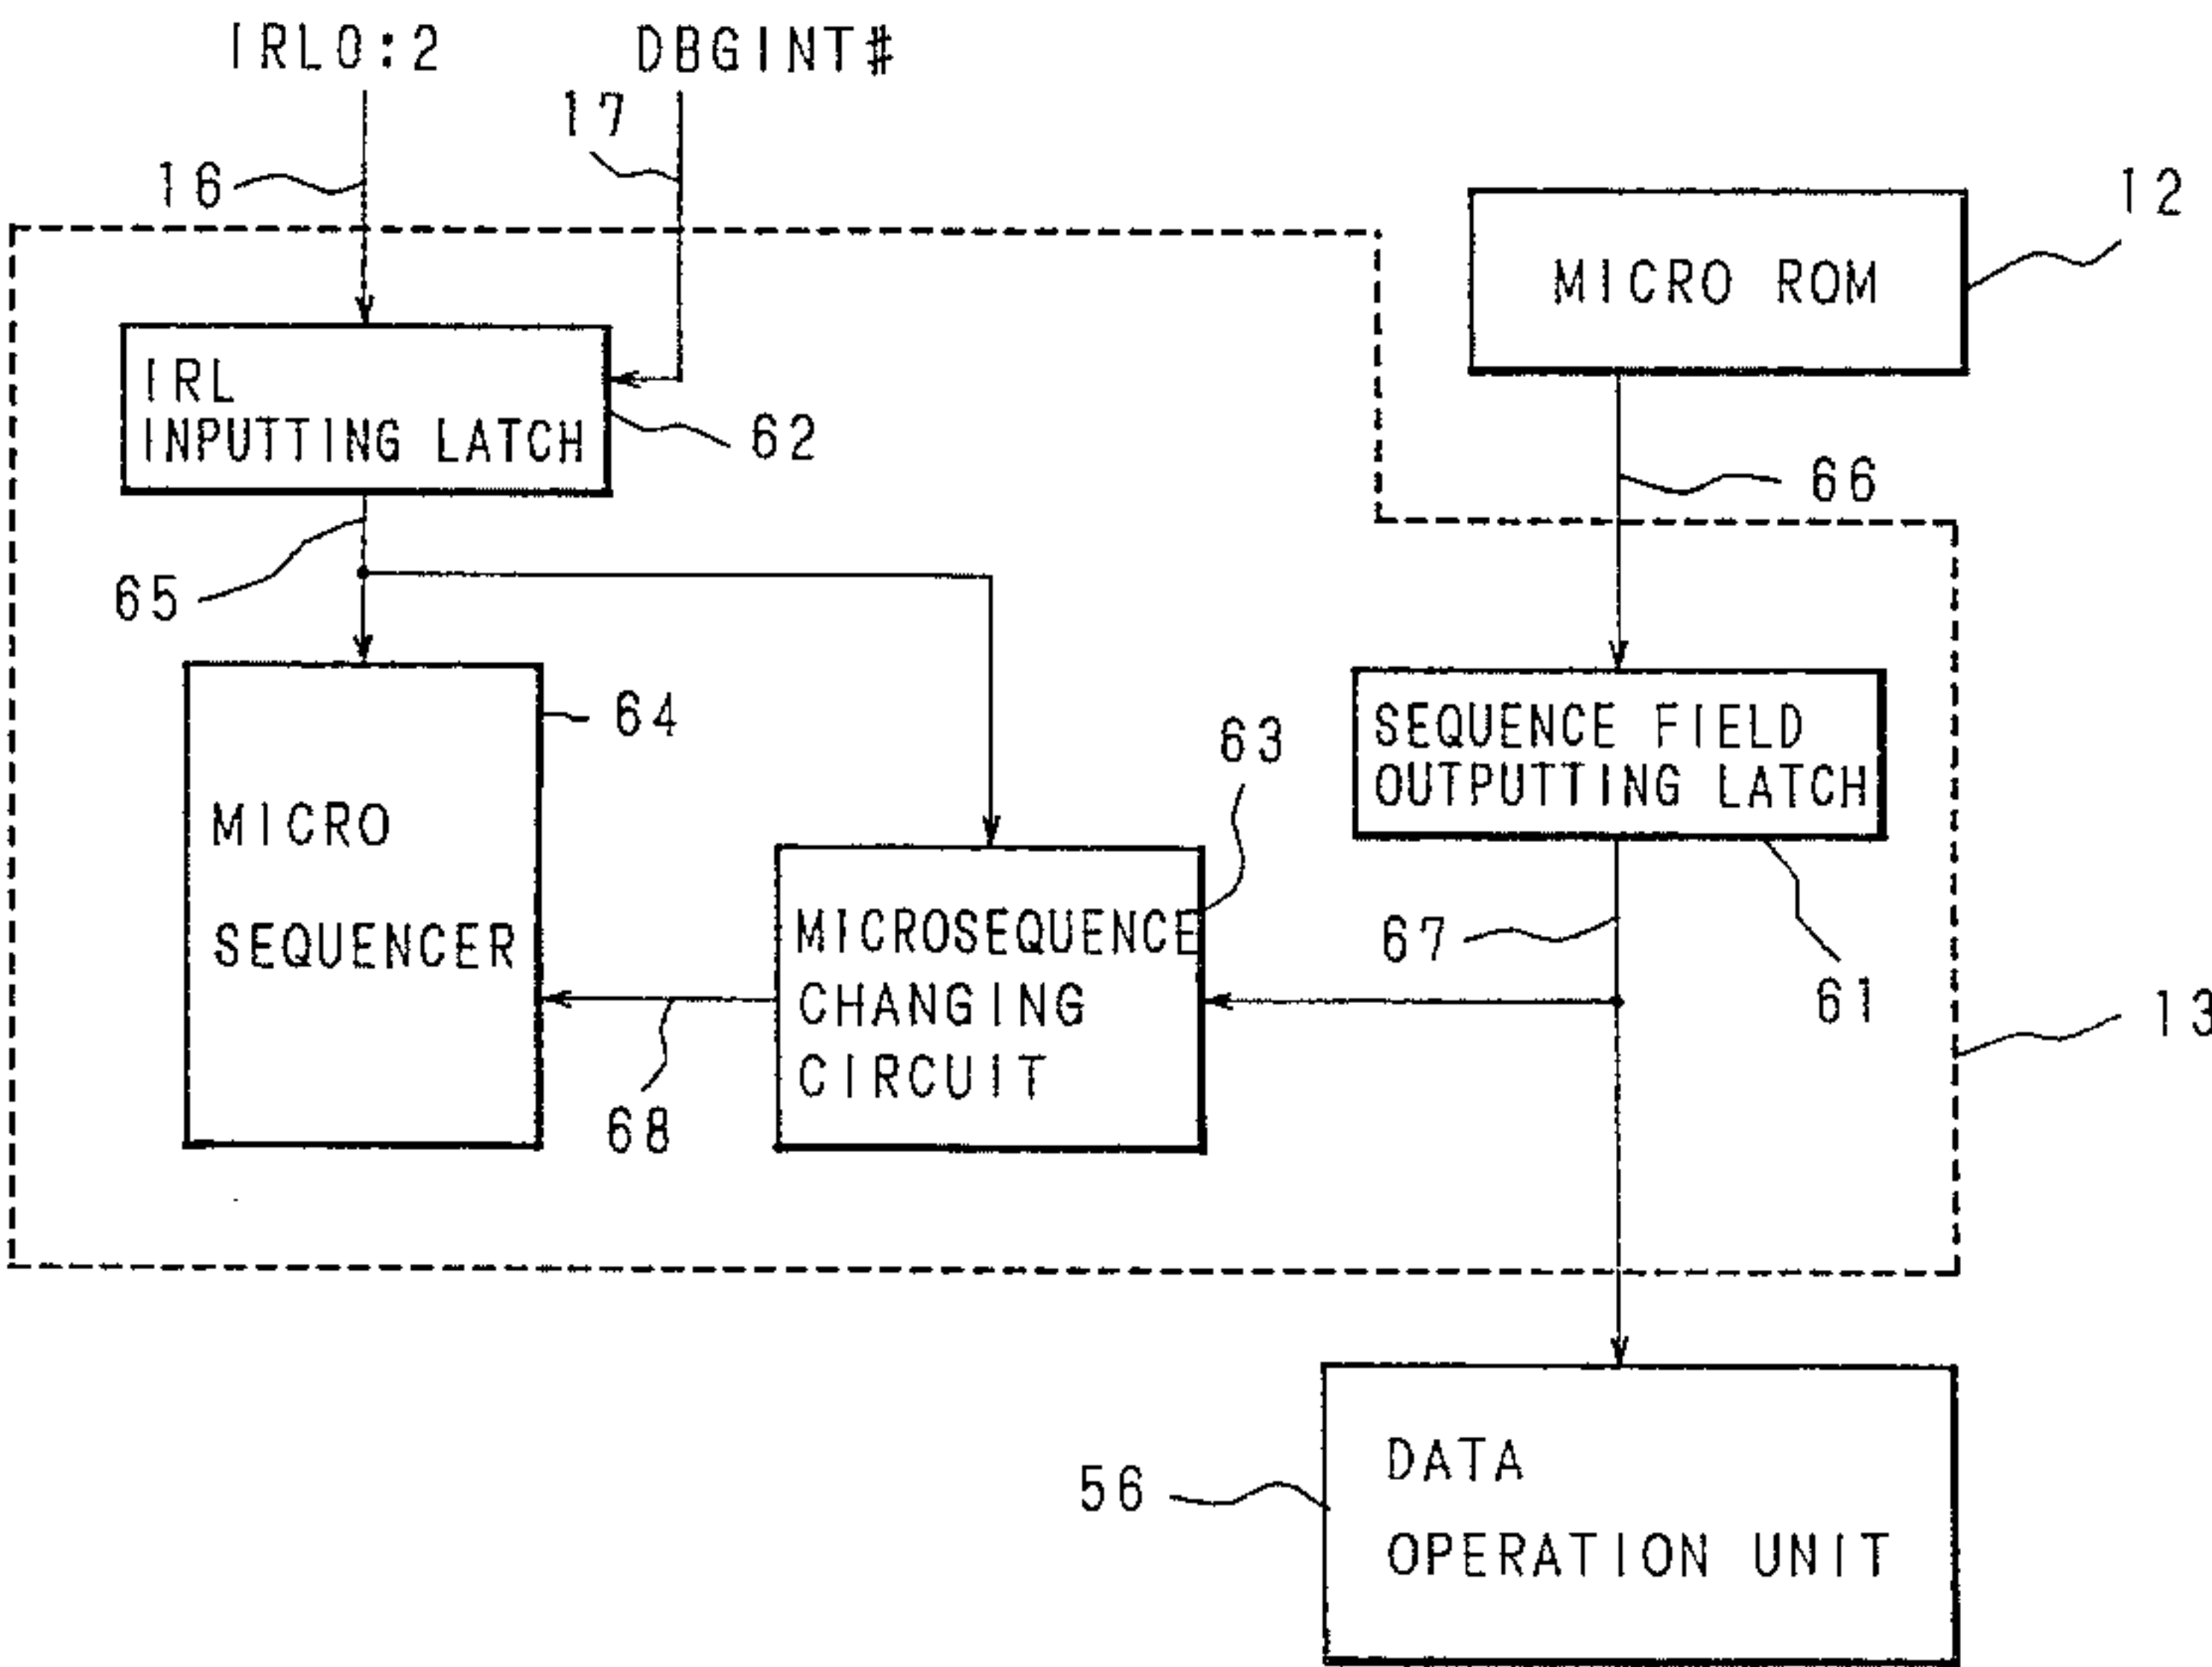 IRL0:2
DBGINT#
17
16
12
MICRO ROM
IRL
INPUTTING LATCH
62
66
65
64
63
SEQUENCE FIELD
OUTPUTTING LATCH
MICRO
SEQUENCER
MICROSEQUENCE
CHANGING
CIRCUIT
67
61
13
68
56
DATA
OPERATION UNIT